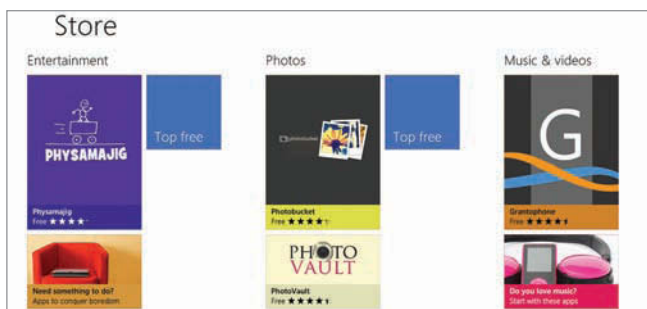 Store
Entertainment
Photos
Music & videos
PHYSAMAJIG
Physamajig
Free
Top free
Need something to do?
Apps to conquer boredom
photobucket
Photobucket
Free
Top free
PHOTO
VAULT
PhotoVault
Free
G
Grantophone
Free
Do you love music?
Start with these apps